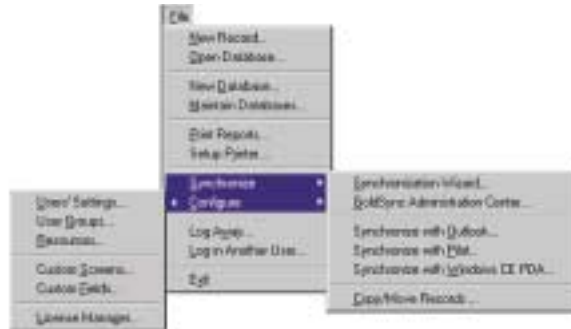 File
New Record...
Open Database...
New Database...
Maintain Databases...
Print Reports...
Setup Printer...
Synchronize
Configure
Log Away...
Log in Another User...
Exit
Users' Settings...
User Groups...
Resources...
Custom Screens...
Custom Fields...
License Manager...
Synchronization Wizard...
GoldSync Administration Center...
Synchronize with Outlook...
Synchronize with Pilot...
Synchronize with Windows CE PDA...
Copy/Move Records...